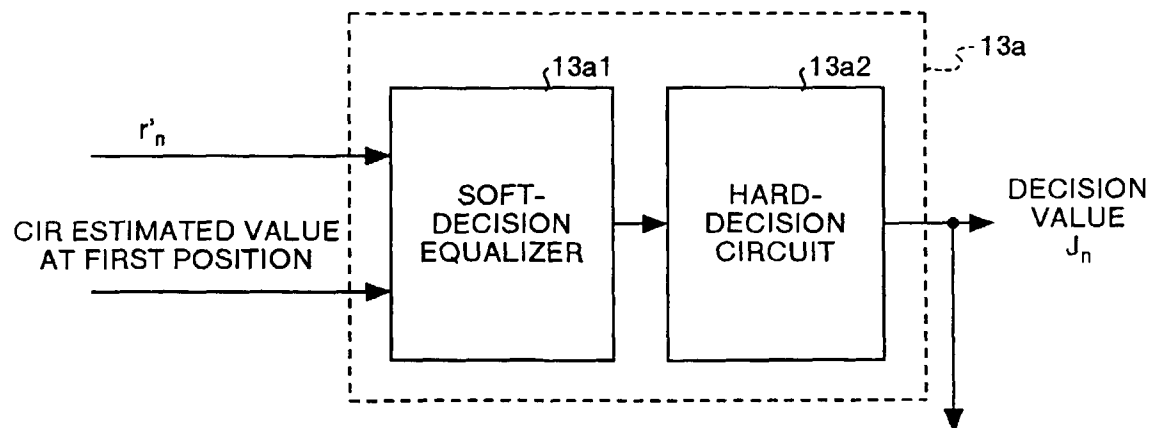 13a
13a1
13a2
r'n
CIR ESTIMATED VALUE
AT FIRST POSITION
SOFT-
DECISION
EQUALIZER
HARD-
DECISION
CIRCUIT
DECISION
VALUE
Jn